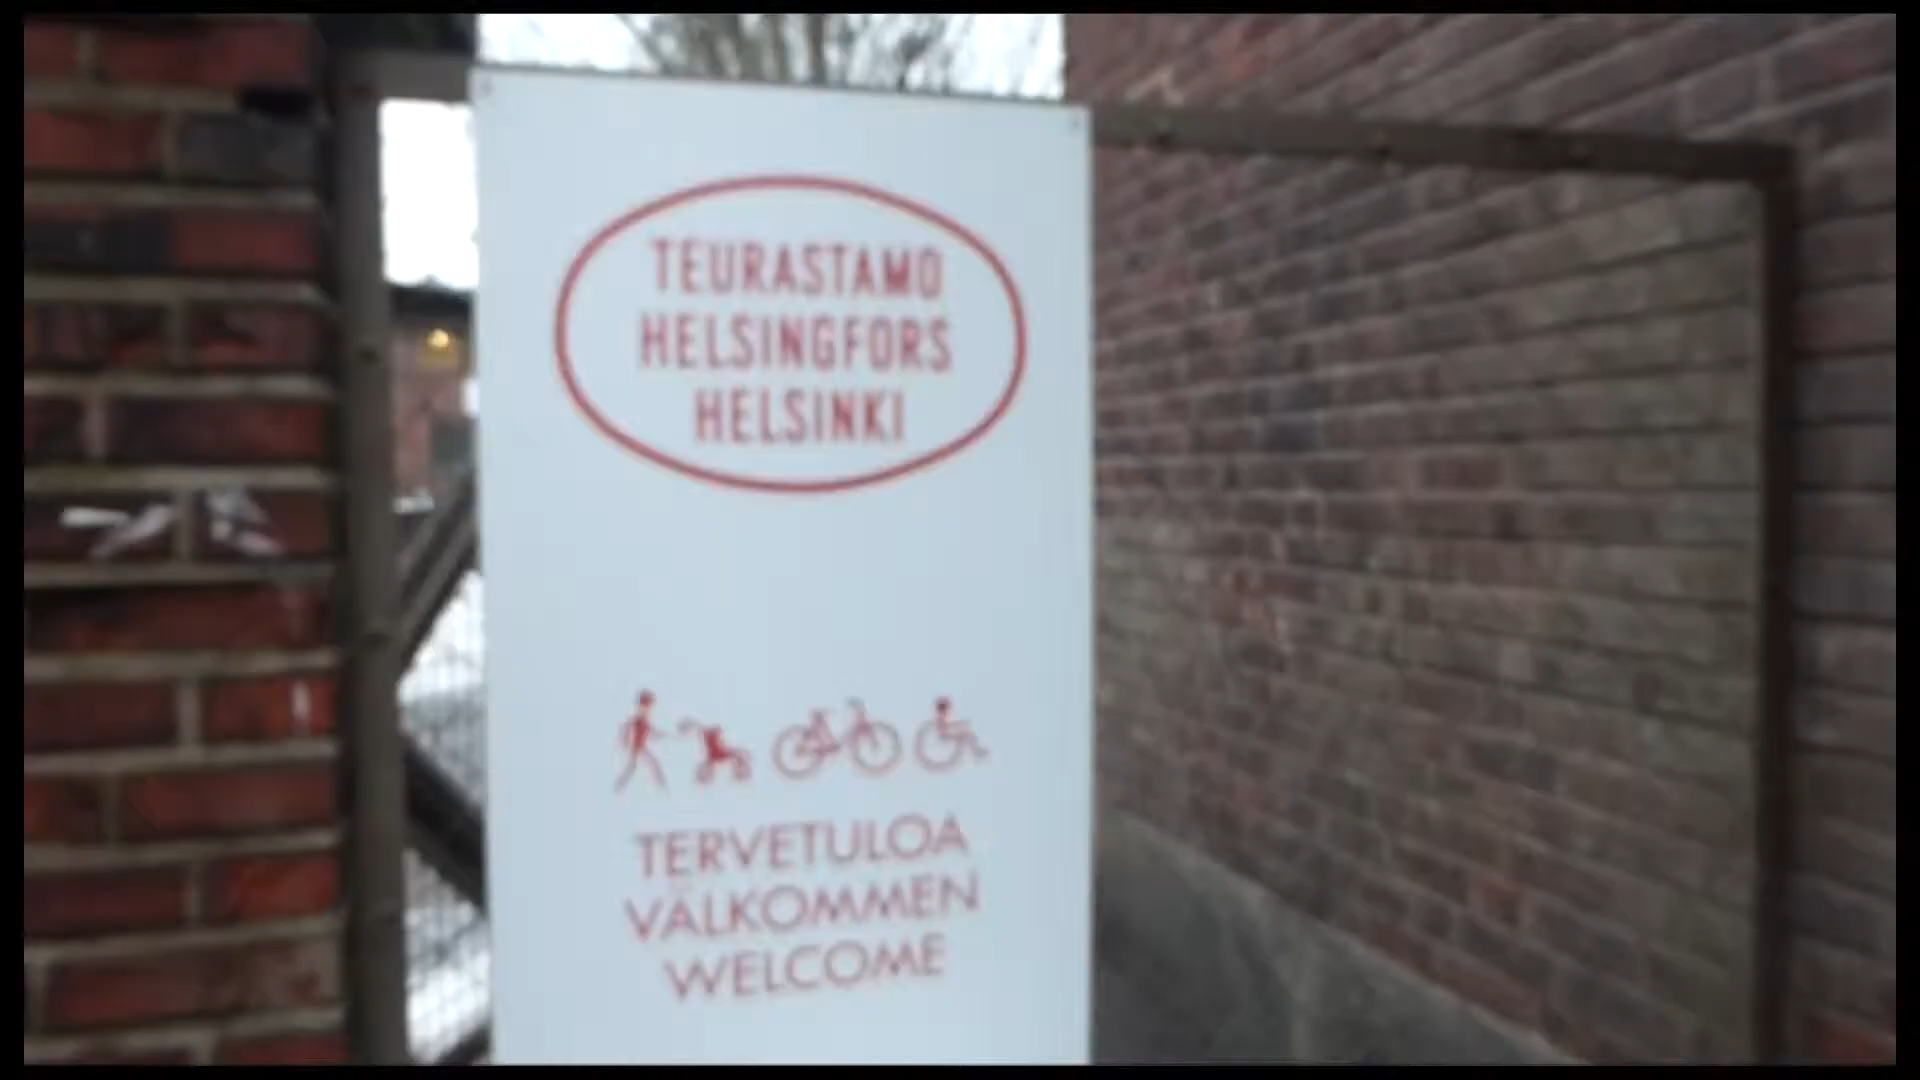 TEURASTAMO
HELSINGFORS
HELSINKI
TERVETULOA
VÄLKOMMEN
WELCOME